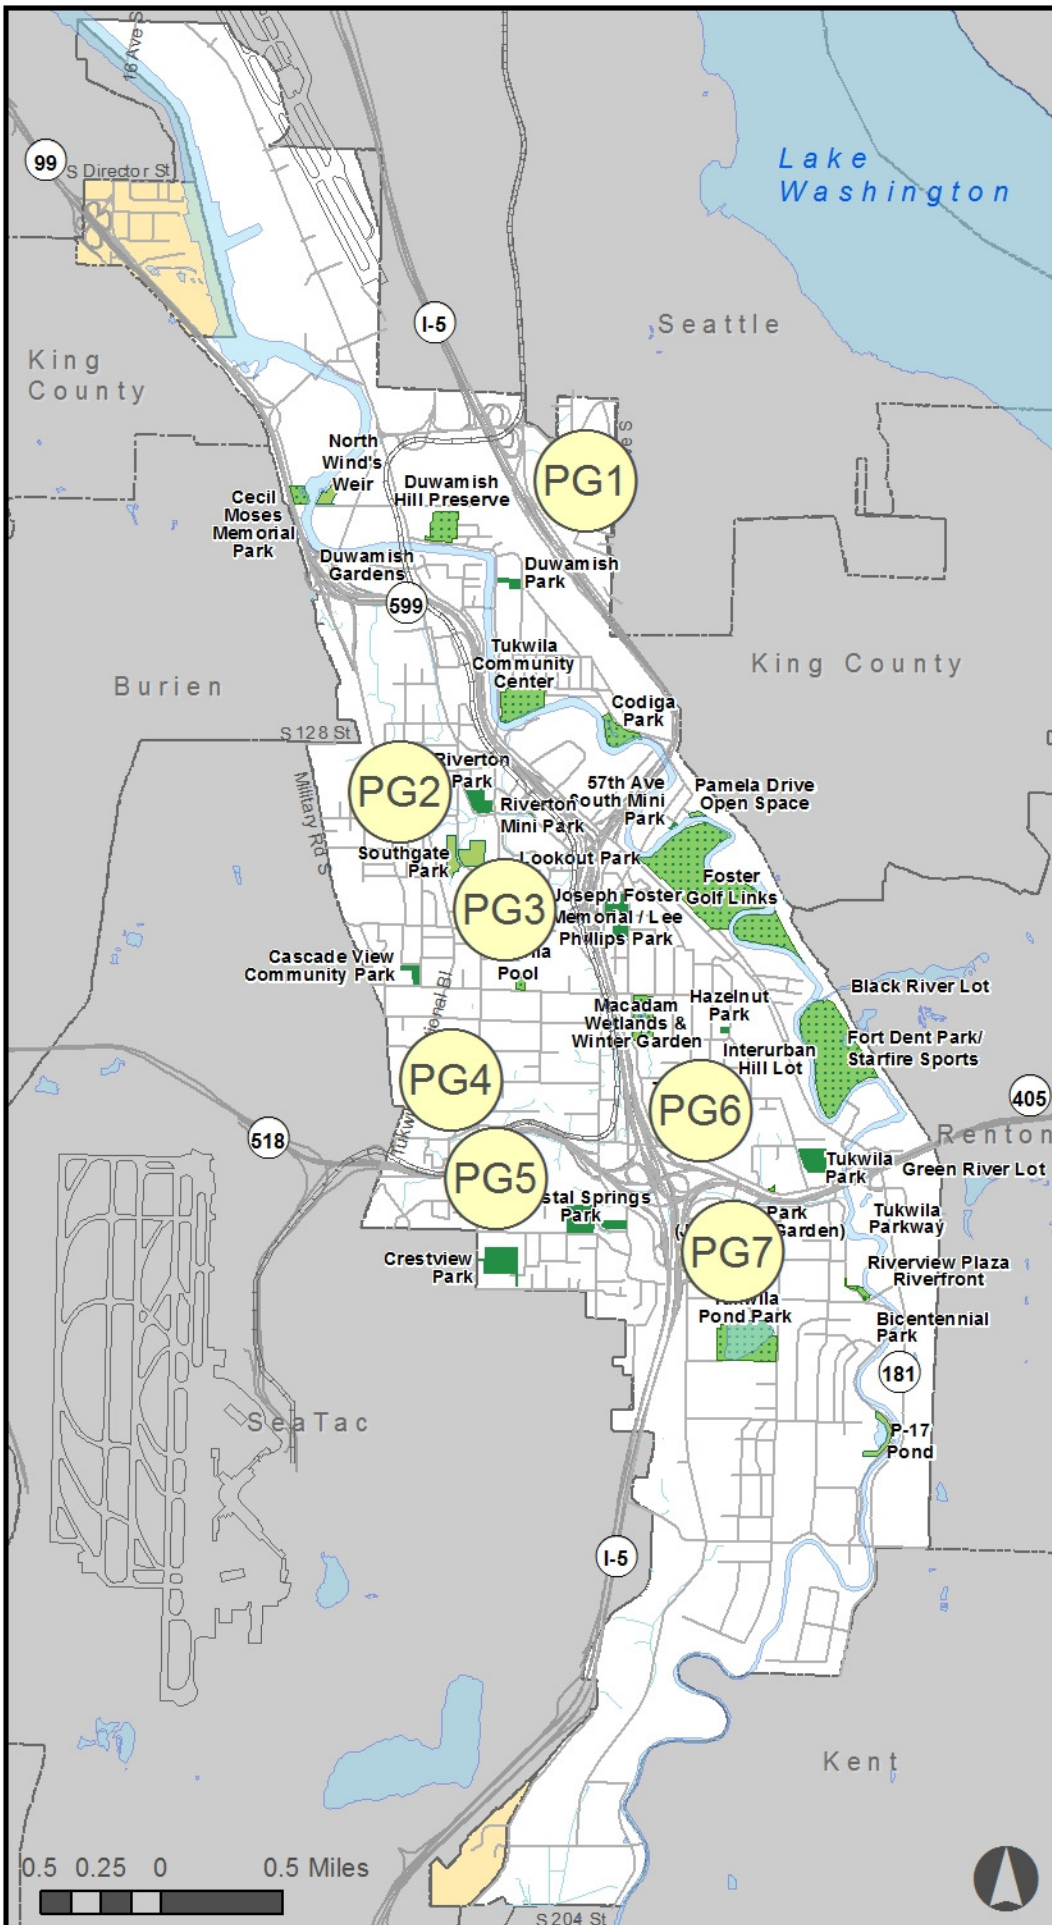 16 Ave S
99
S Director St
Lake
Washington
I-5
Seattle
King
County
North
Wind's
Weir
Duwamish
Hill Preserve
PG1
Cecil
Moses
Memorial
Park
Duwamish
Gardens
Duwamish
Park
599
Tukwila
Community
Center
King County
Burien
Codiga
Park
S 128 St
Military Rd S
PG2
Riverton
Park
Riverton
Mini Park
57th Ave
South Mini
Park
Pamela Drive
Open Space
Southgate
Park
Lookout Park
Foster
Golf Links
PG3
Joseph Foster
Memorial / Lee
Phillips Park
Cascade View
Community Park
Pool
Black River Lot
Macadam
Wetlands &
Winter Garden
Hazelnut
Park
Interurban
Hill Lot
Fort Dent Park/
Starfire Sports
PG4
PG6
405
518
Renton
PG5
Tukwila
Park
Green River Lot
Park
Park
Tukwila
Parkway
PG7
Crestview
Park
Riverview Plaza
Riverfront
Pond Park
Bicentennial
Park
181
SeaTac
P-17
Pond
I-5
Kent
0.5 0.25 0 0.5 Miles
S 204 St